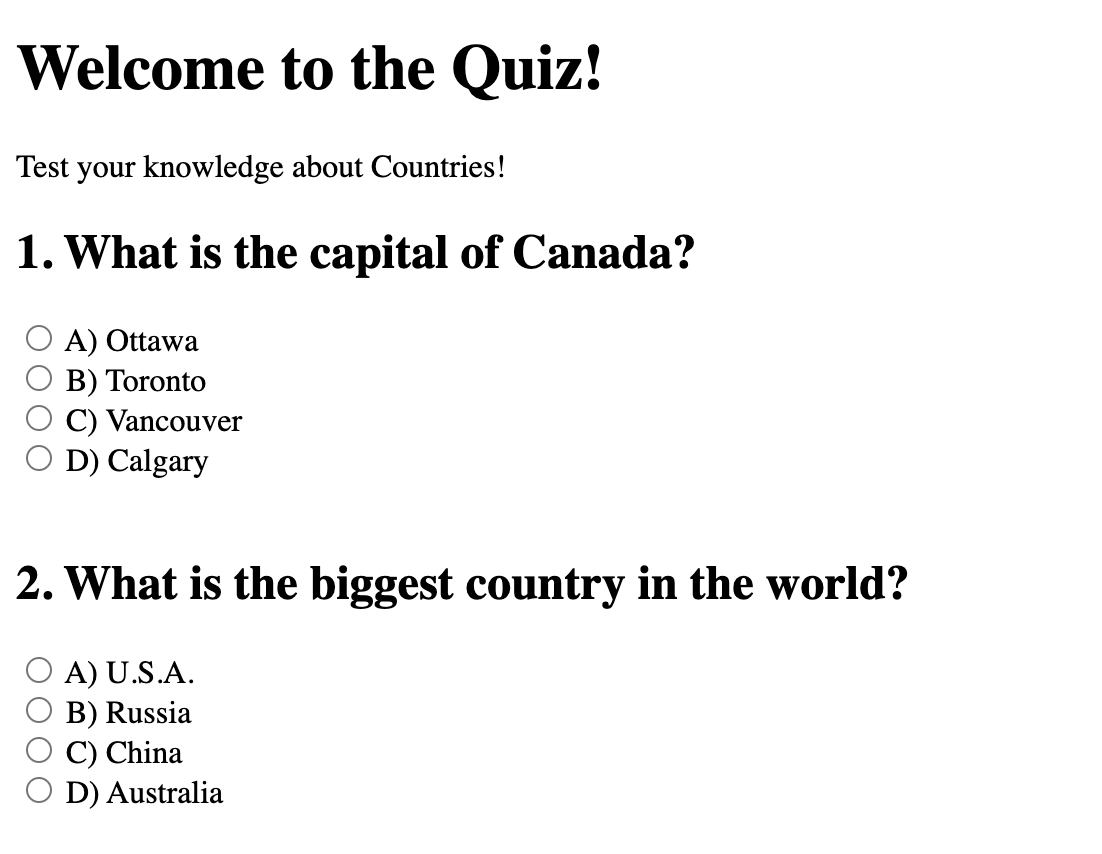 Welcome to the Quiz!
Test your knowledge about Countries!
1. What is the capital of Canada?
A) Ottawa
B) Toronto
C) Vancouver
D) Calgary
2. What is the biggest country in the world?
A) U.S.A.
B) Russia
C) China
D) Australia